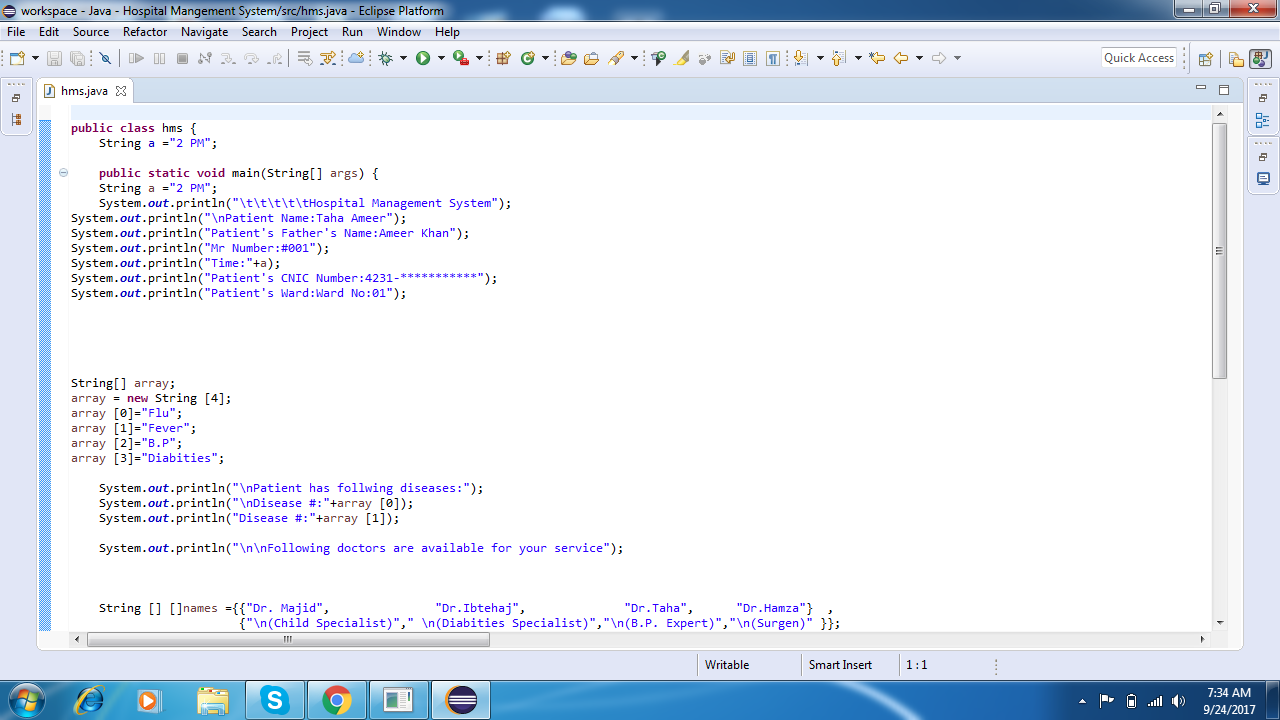 workspace - Java - Hospital Mangement System/src/hms.java - Eclipse Platform
File Edit Source Refactor Navigate Search Project Run Window Help
Quick Access
hms.java
public class hms {
    String a ="2 PM";
    public static void main(String[] args) {
    String a ="2 PM";
    System.out.println("\t\t\t\t\tHospital Management System");
System.out.println("\nPatient Name:Taha Ameer");
System.out.println("Patient's Father's Name:Ameer Khan");
System.out.println("Mr Number:#001");
System.out.println("Time:"+a);
System.out.println("Patient's CNIC Number:4231-***********");
System.out.println("Patient's Ward:Ward No:01");
String[] array;
array = new String [4];
array [0]="Flu";
array [1]="Fever";
array [2]="B.P";
array [3]="Diabities";
    System.out.println("\nPatient has follwing diseases:");
    System.out.println("\nDisease #:"+array [0]);
    System.out.println("Disease #:"+array [1]);
    System.out.println("\n\nFollowing doctors are available for your service");
    String [] []names ={{"Dr. Majid",               "Dr.Ibtehaj",              "Dr.Taha",      "Dr.Hamza"}  ,
                        {"\n(Child Specialist)"," \n(Diabities Specialist)","\n(B.P. Expert)","\n(Surgen)" }};
Writable Smart Insert 1 : 1
7:34 AM
9/24/2017